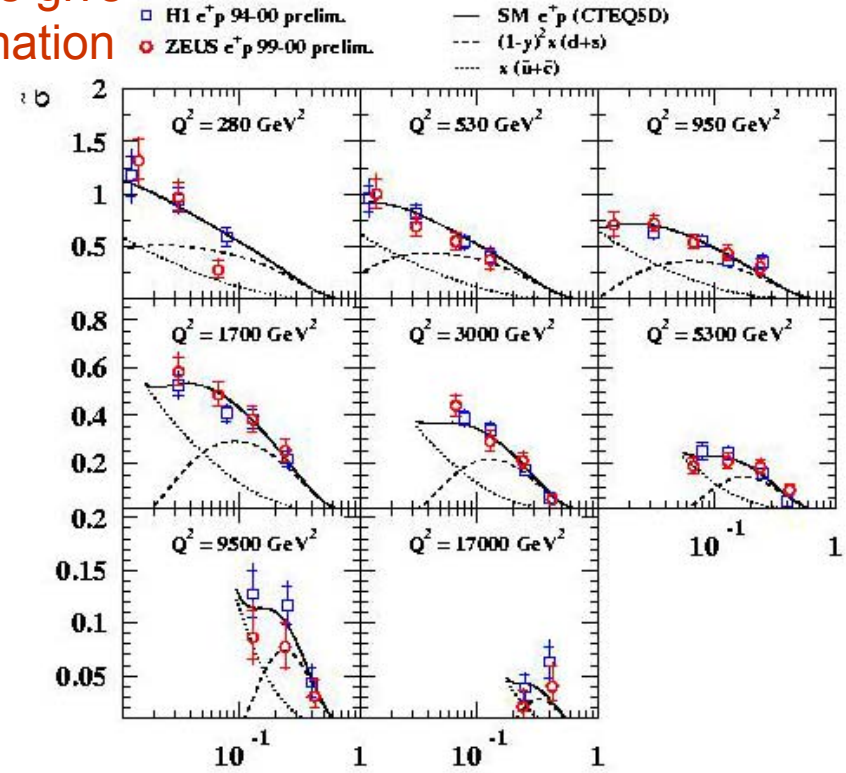 H1 e⁺p 94-00 prelim.
ZEUS e⁺p 99-00 prelim.
SM e⁺p (CTEQ5D)
(1-y)² x (d+s)
x (ū+c̄)
σ̃
Q² = 280 GeV²
Q² = 530 GeV²
Q² = 950 GeV²
2
1.5
1
0.5
Q² = 1700 GeV²
Q² = 3000 GeV²
Q² = 5300 GeV²
0.8
0.6
0.4
0.2
10⁻¹ 1
Q² = 9500 GeV²
Q² = 17000 GeV²
0.2
0.15
0.1
0.05
10⁻¹ 1
10⁻¹ 1